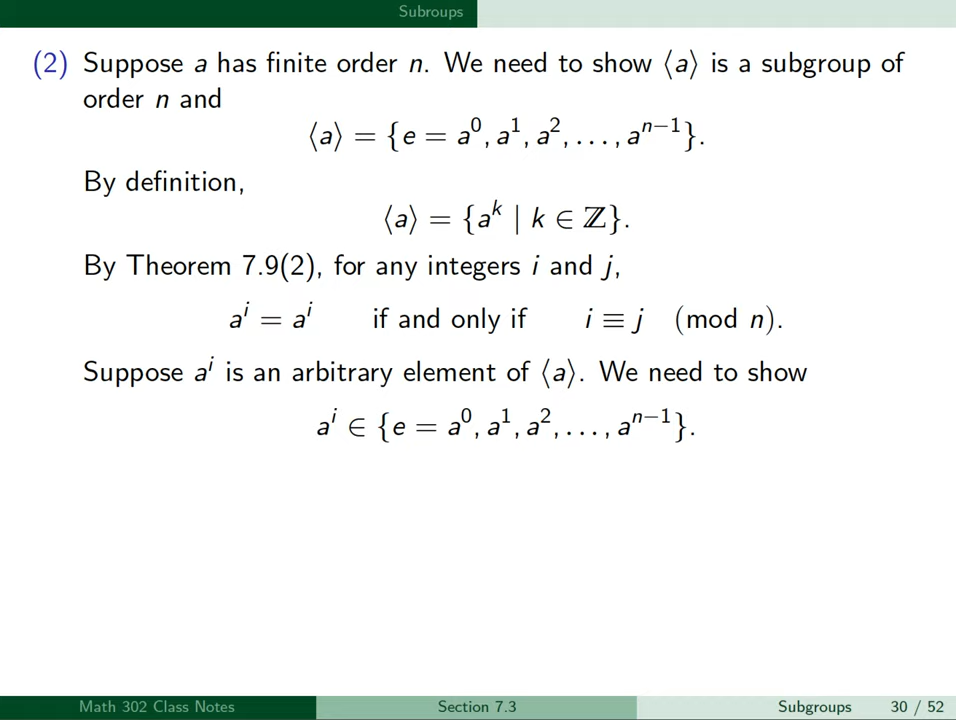 Subroups
(2) Suppose a has finite order n. We need to show ⟨a⟩ is a subgroup of
order n and
⟨a⟩ = {e = a⁰, a¹, a², . . . , aⁿ⁻¹}.
By definition,
⟨a⟩ = {aᵏ | k ∈ ℤ}.
By Theorem 7.9(2), for any integers i and j,
aⁱ = aⁱ if and only if i ≡ j (mod n).
Suppose aⁱ is an arbitrary element of ⟨a⟩. We need to show
aⁱ ∈ {e = a⁰, a¹, a², . . . , aⁿ⁻¹}.
Math 302 Class Notes Section 7.3 Subgroups 30 / 52